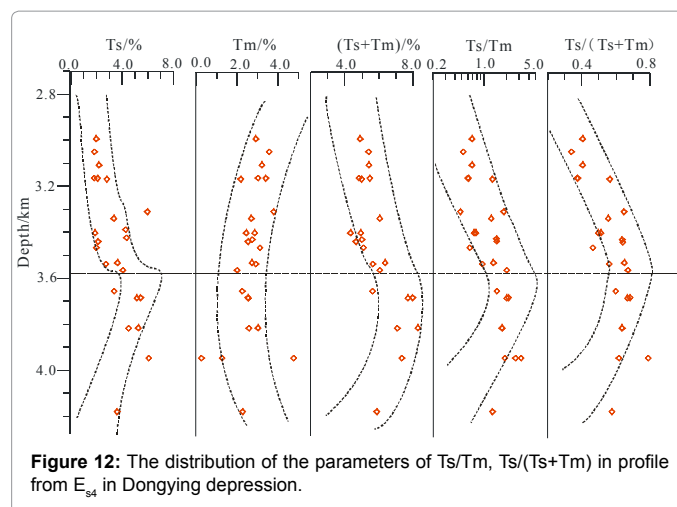 Ts/% Tm/% (Ts+Tm)/% Ts/Tm Ts/(Ts+Tm)
0.0 4.0 8.0 0.0 2.0 4.0 4.0 8.0 0.2 1.0 5.0 0.4 0.8
2.8
3.2
Depth/km
3.6
4.0
Figure 12: The distribution of the parameters of Ts/Tm, Ts/(Ts+Tm) in profile
from Es4 in Dongying depression.